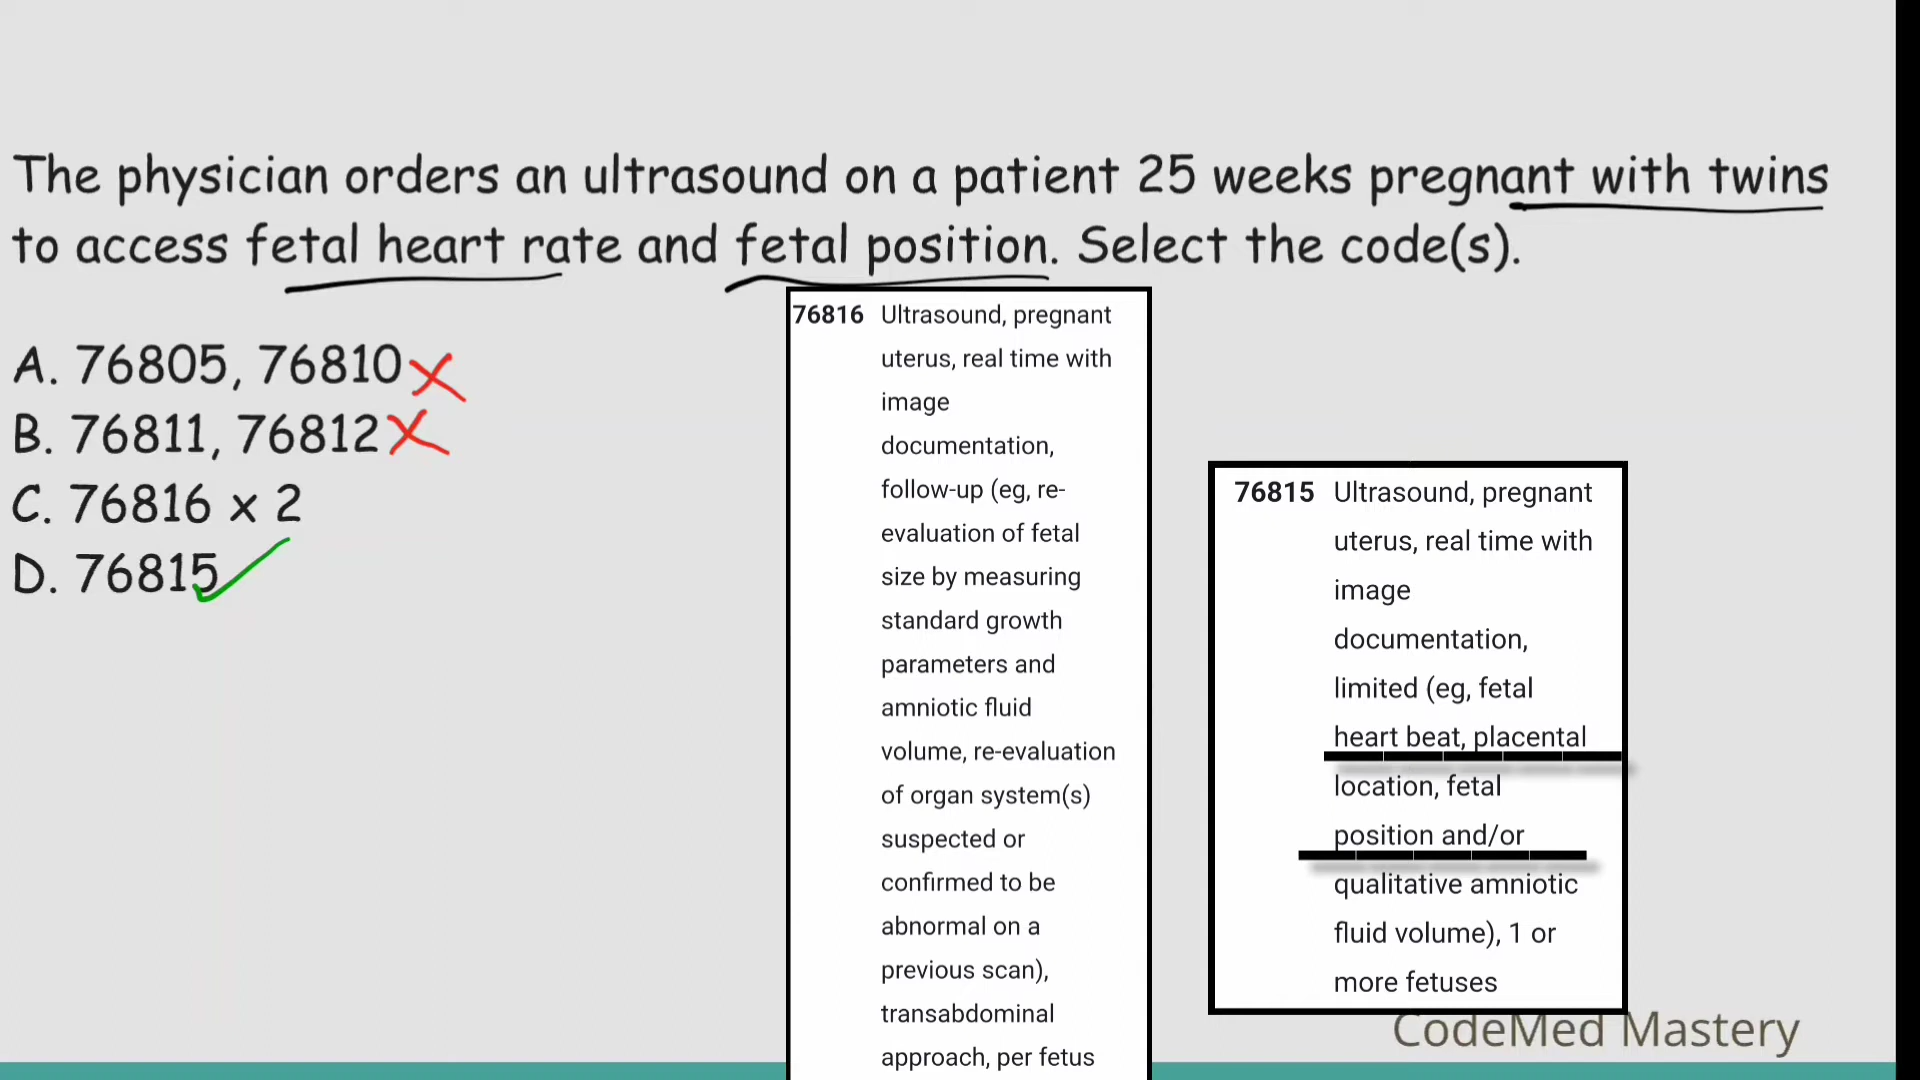 The physician orders an ultrasound on a patient 25 weeks pregnant with twins
to access fetal heart rate and fetal position. Select the code(s).
A. 76805, 76810
B. 76811, 76812
C. 76816 x 2
D. 76815
76816 Ultrasound, pregnant
uterus, real time with
image
documentation,
follow-up (eg, re-
evaluation of fetal
size by measuring
standard growth
parameters and
amniotic fluid
volume, re-evaluation
of organ system(s)
suspected or
confirmed to be
abnormal on a
previous scan),
transabdominal
approach, per fetus
76815 Ultrasound, pregnant
uterus, real time with
image
documentation,
limited (eg, fetal
heart beat, placental
location, fetal
position and/or
qualitative amniotic
fluid volume), 1 or
more fetuses
CodeMed Mastery